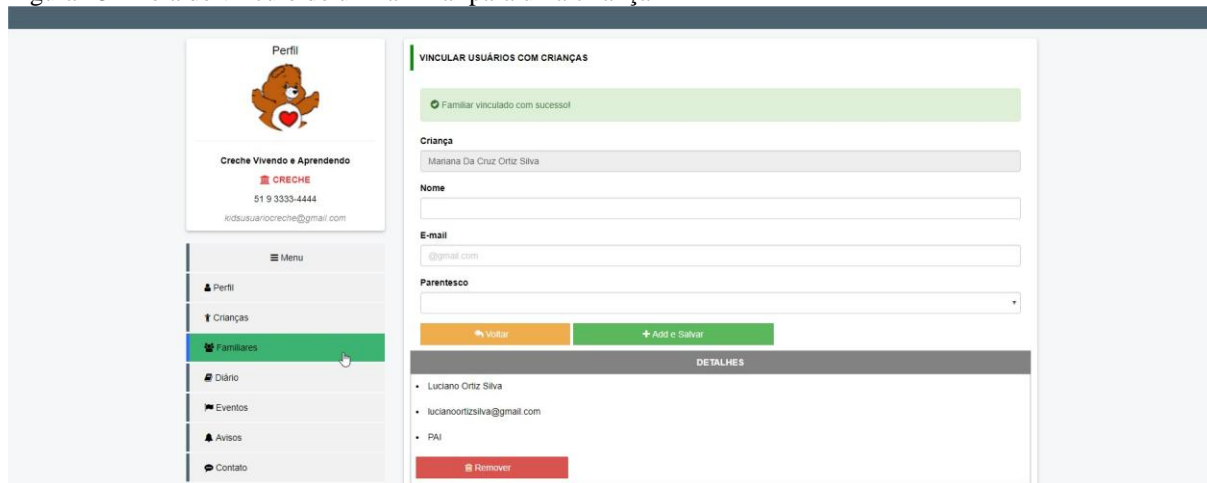 Perfil
Creche Vivendo e Aprendendo
CRECHE
51 9 3333-4444
kidsusuariocreche@gmail.com
Menu
Perfil
Crianças
Familiares
Diário
Eventos
Avisos
Contato
VINCULAR USUÁRIOS COM CRIANÇAS
Familiar vinculado com sucesso!
Criança
Mariana Da Cruz Ortiz Silva
Nome
E-mail
@gmail.com
Parentesco
Voltar
+ Add e Salvar
DETALHES
• Luciano Ortiz Silva
• lucianoortizsilva@gmail.com
• PAI
Remover